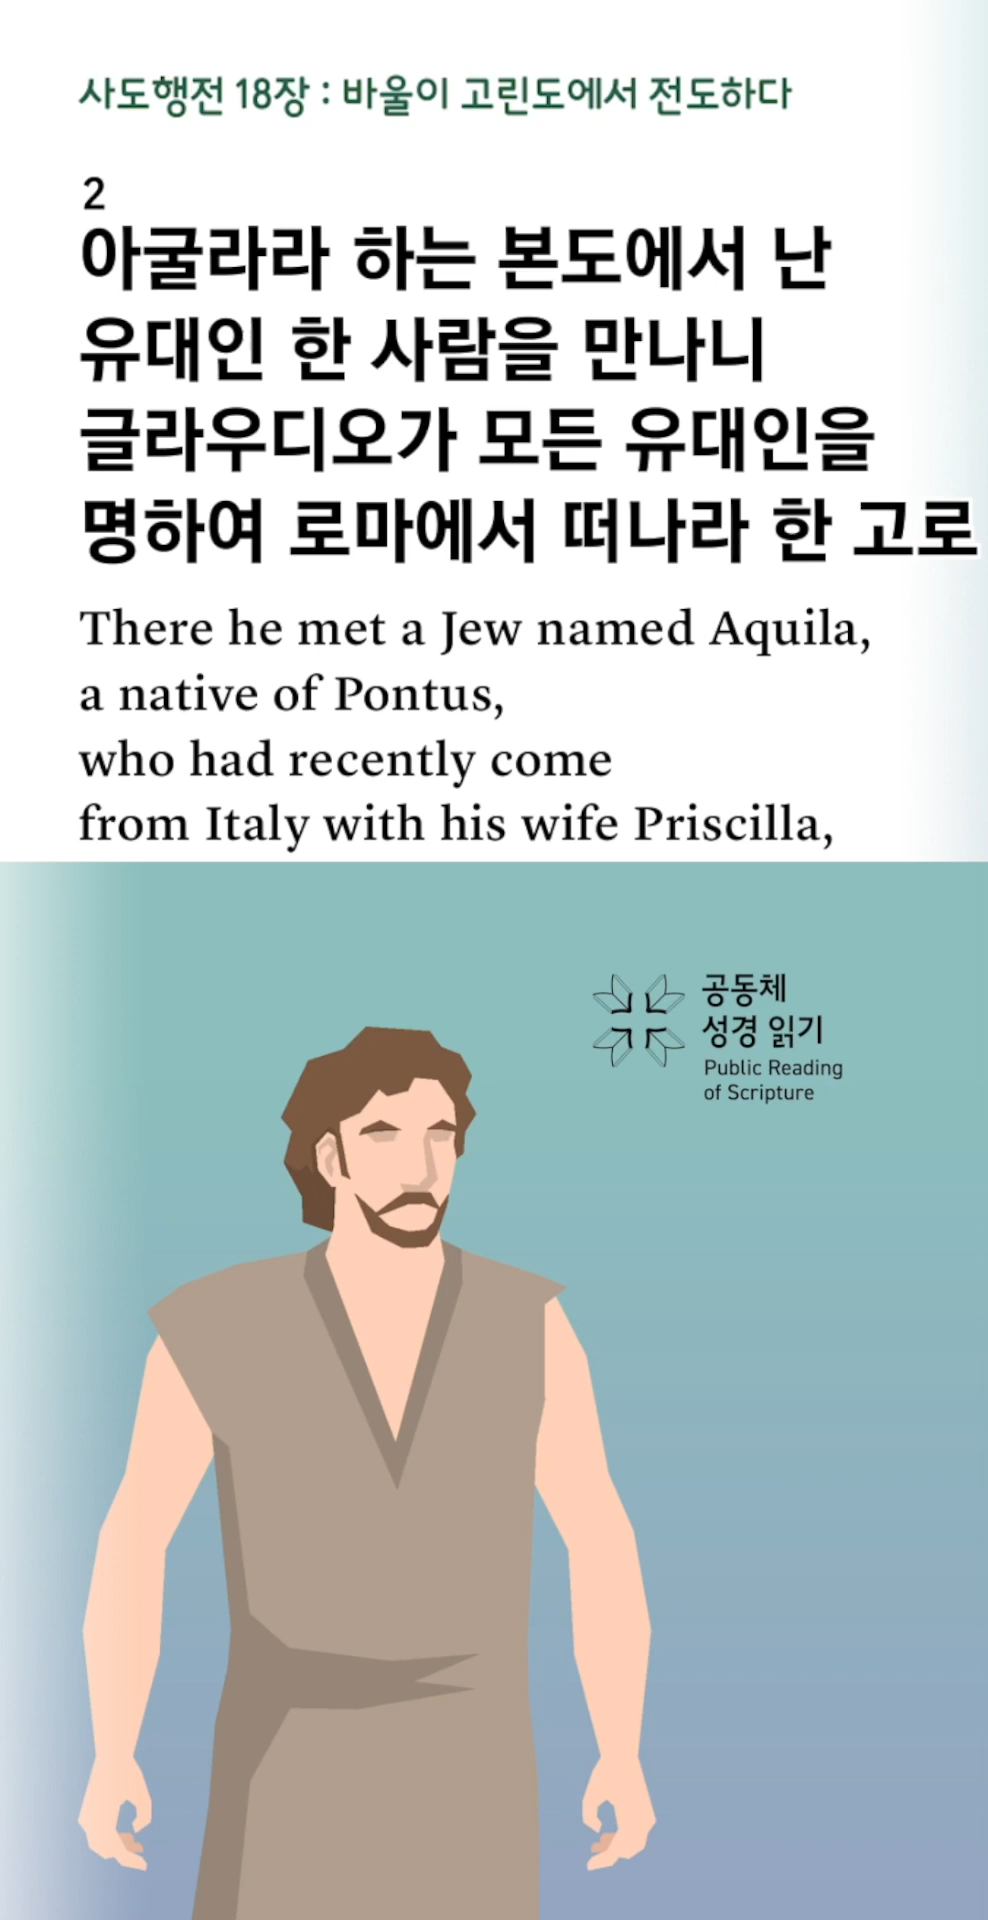 사도행전 18장 : 바울이 고린도에서 전도하다
2
아굴라라 하는 본도에서 난
유대인 한 사람을 만나니
글라우디오가 모든 유대인을
명하여 로마에서 떠나라 한 고로
There he met a Jew named Aquila,
a native of Pontus,
who had recently come
from Italy with his wife Priscilla,
공동체
성경 읽기
Public Reading
of Scripture